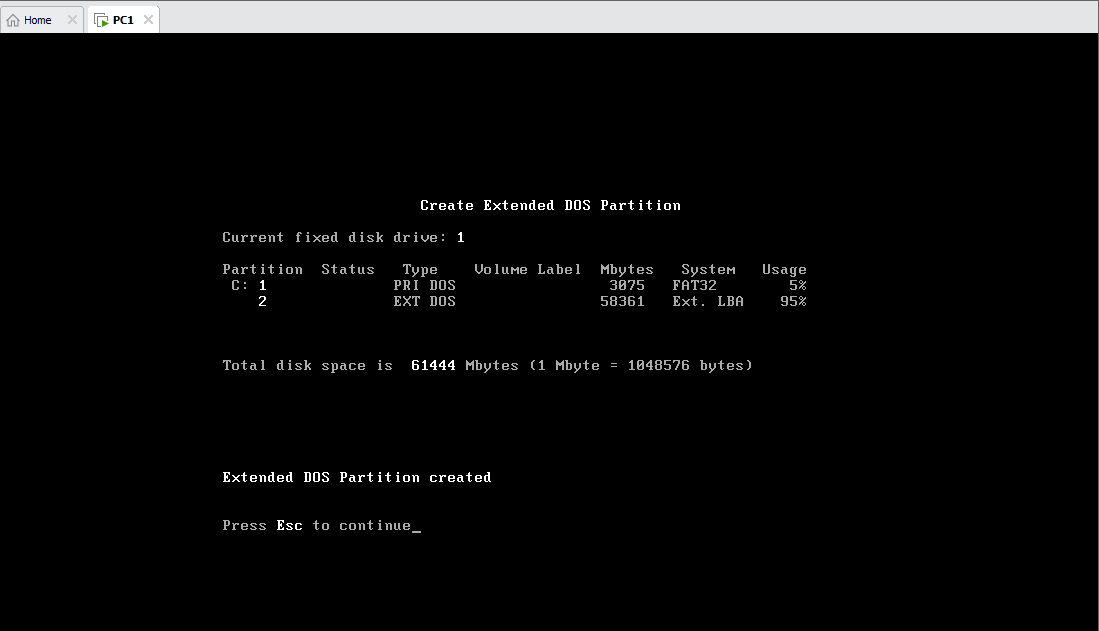 Home
PC1
Create Extended DOS Partition
Current fixed disk drive: 1
Partition Status Type Volume Label Mbytes System Usage
C: 1 PRI DOS 3075 FAT32 5%
2 EXT DOS 58361 Ext. LBA 95%
Total disk space is 61444 Mbytes (1 Mbyte = 1048576 bytes)
Extended DOS Partition created
Press Esc to continue_